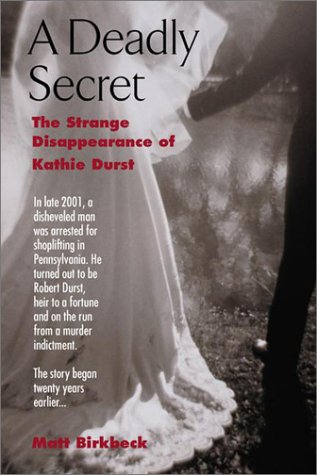 A Deadly
Secret
The Strange
Disappearance of
Kathie Durst
In late 2001, a
disheveled man
was arrested for
shoplifting in
Pennsylvania. He
turned out to be
Robert Durst,
heir to a fortune
and on the run
from a murder
indictment.
The story began
twenty years
earlier...
Matt Birkbeck